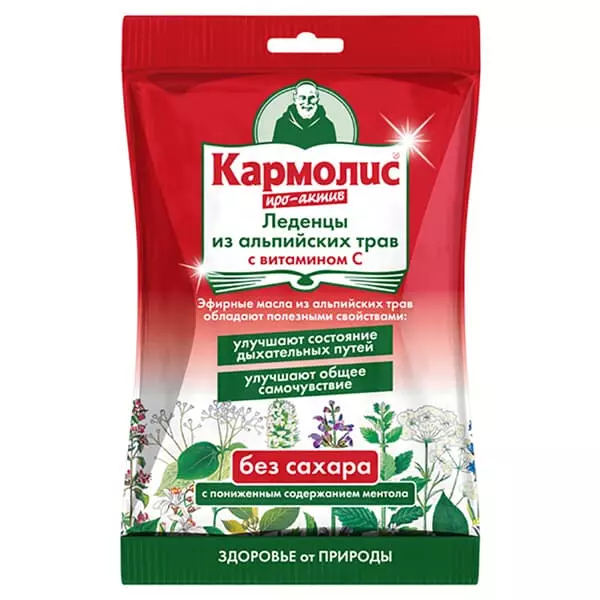 Кармолис®
про-актив
Леденцы
из альпийских трав
с витамином С
Эфирные масла из альпийских трав
обладают полезными свойствами:
улучшают состояние
дыхательных путей
улучшают общее
самочувствие
без сахара
с пониженным содержанием ментола
ЗДОРОВЬЕ от ПРИРОДЫ